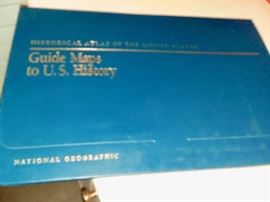 HISTORICAL ATLAS OF THE UNITED STATES
Guide Maps
to U.S. History
NATIONAL GEOGRAPHIC